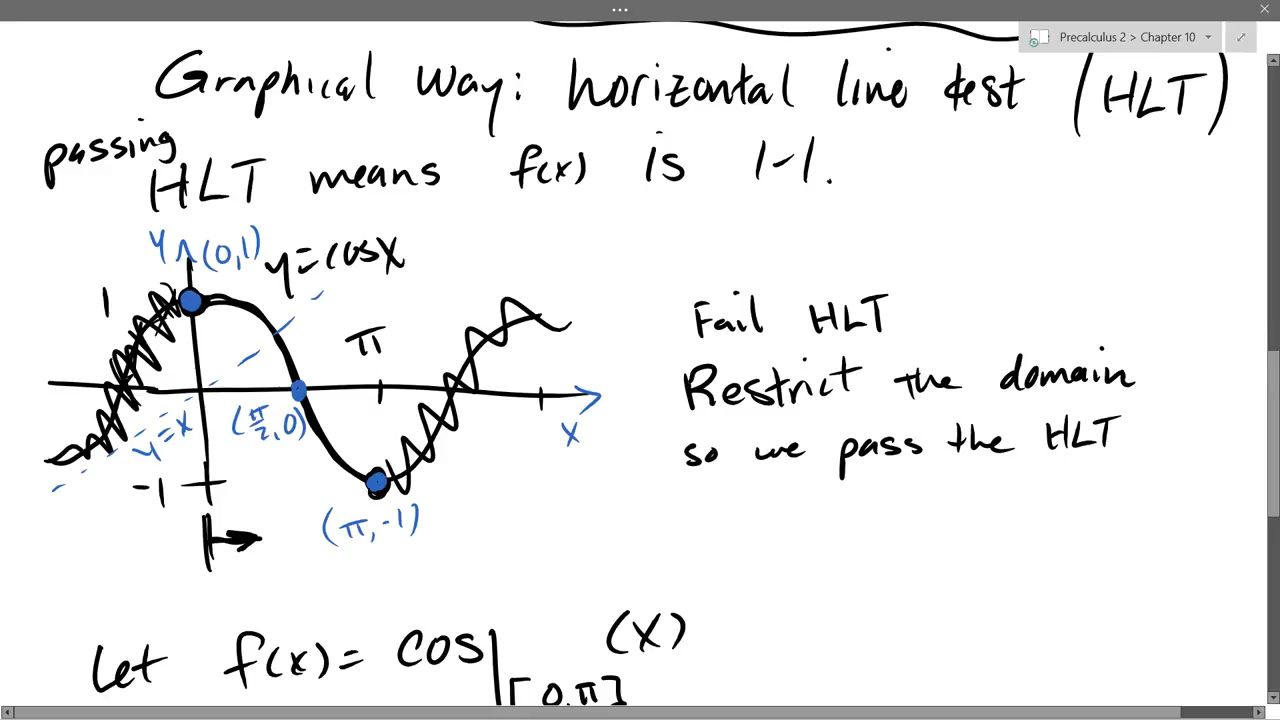 Precalculus 2 > Chapter 10
Graphical way: horizontal line test (HLT)
passing
HLT means f(x) is 1-1.
y (0,1) y=cosx
1
π
Fail HLT
Restrict the domain
so we pass the HLT
y=x
(π/2,0)
x
-1
(π,-1)
Let f(x)= cos|[0,π] (x)